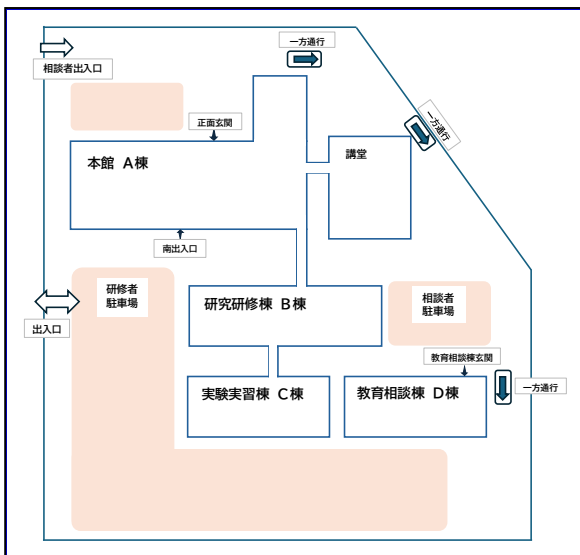 一方通行
相談者出入口
一方通行
正面玄関
本館 A棟
講堂
南出入口
研修者
駐車場
研究研修棟 B棟
相談者
駐車場
出入口
教育相談棟玄関
実験実習棟 C棟
教育相談棟 D棟
一方通行